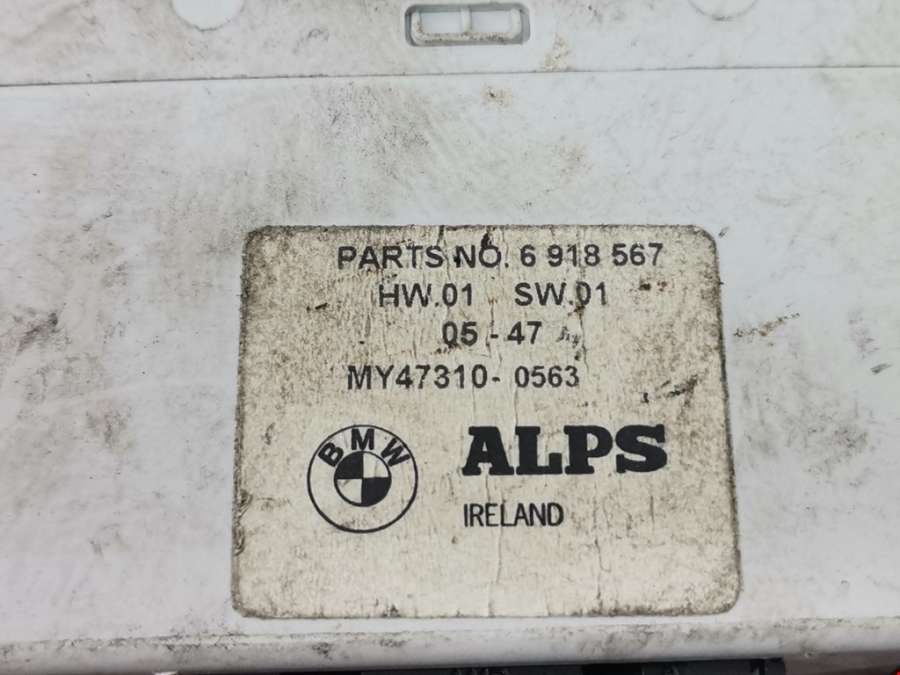 PARTS NO. 6 918 567
HW.01 SW.01
05 - 47
MY47310- 0563
BMW
ALPS
IRELAND